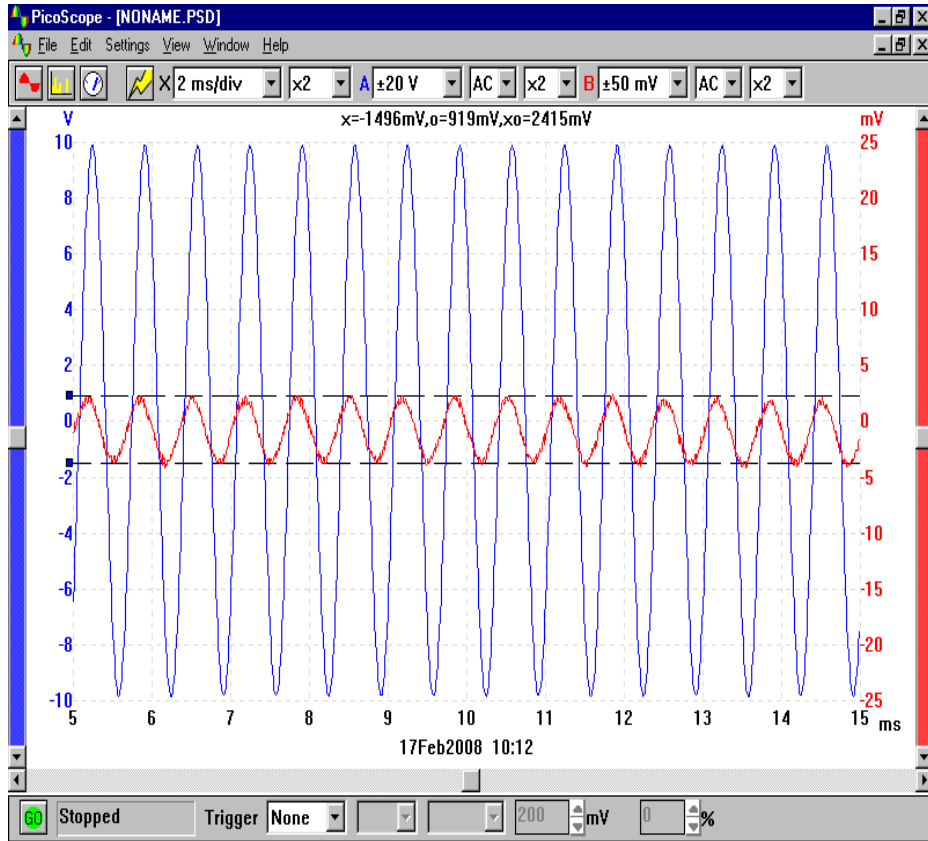 PicoScope - [NONAME.PSD]
File Edit Settings View Window Help
X 2 ms/div x2 A ±20 V AC x2 B ±50 mV AC x2
V x=-1496mV,o=919mV,xo=2415mV mV
10 25
8 20
6 15
4 10
2 5
0 0
-2 -5
-4 -10
-6 -15
-8 -20
-10 -25
5 6 7 8 9 10 11 12 13 14 15 ms
17Feb2008 10:12
GO Stopped Trigger None 200 mV 0 %